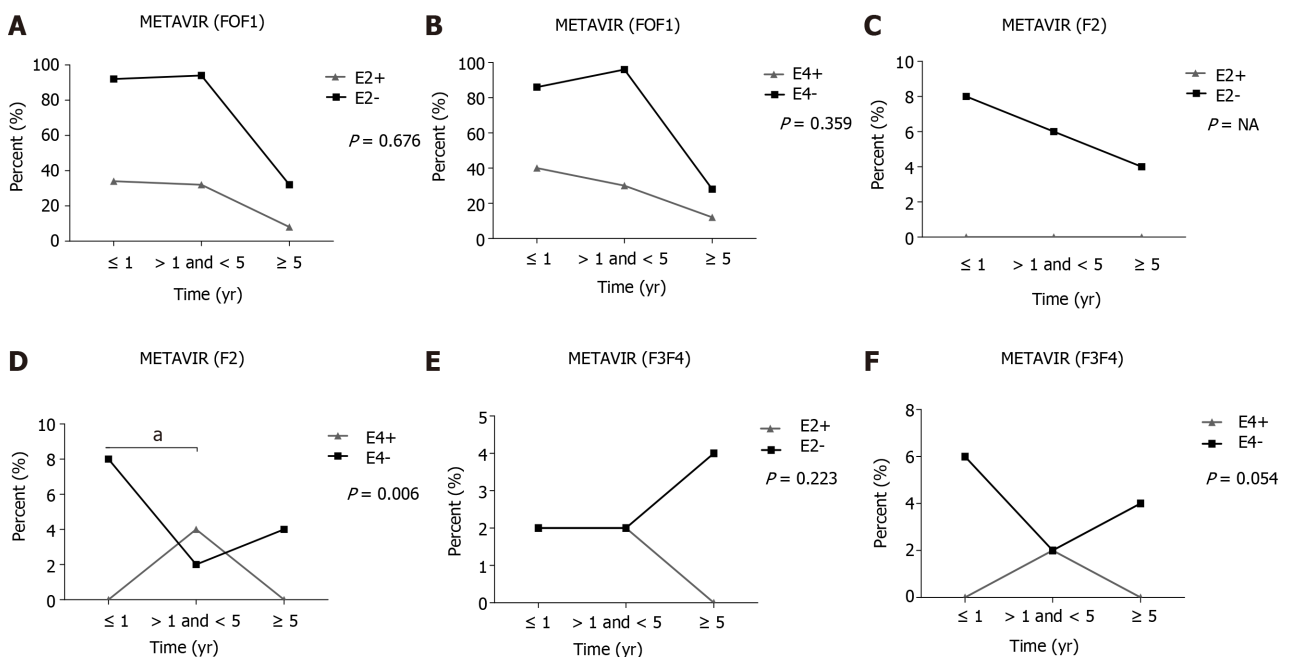 A
METAVIR (FOF1)
Percent (%)
100
80
60
40
20
0
≤ 1
> 1 and < 5
≥ 5
Time (yr)
E2+
E2-
P = 0.676
B
METAVIR (FOF1)
Percent (%)
100
80
60
40
20
0
≤ 1
> 1 and < 5
≥ 5
Time (yr)
E4+
E4-
P = 0.359
C
METAVIR (F2)
Percent (%)
10
8
6
4
2
0
≤ 1
> 1 and < 5
≥ 5
Time (yr)
E2+
E2-
P = NA
D
METAVIR (F2)
Percent (%)
10
8
6
4
2
0
a
≤ 1
> 1 and < 5
≥ 5
Time (yr)
E4+
E4-
P = 0.006
E
METAVIR (F3F4)
Percent (%)
5
4
3
2
1
0
≤ 1
> 1 and < 5
≥ 5
Time (yr)
E2+
E2-
P = 0.223
F
METAVIR (F3F4)
Percent (%)
8
6
4
2
0
≤ 1
> 1 and < 5
≥ 5
Time (yr)
E4+
E4-
P = 0.054